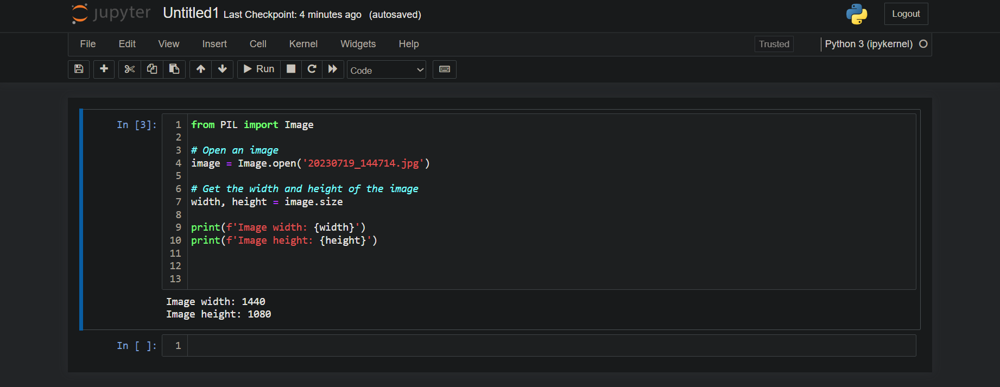 jupyter Untitled1 Last Checkpoint: 4 minutes ago (autosaved) Logout
File Edit View Insert Cell Kernel Widgets Help Trusted Python 3 (ipykernel)
Run Code
In [3]:
1 from PIL import Image
2
3 # Open an image
4 image = Image.open('20230719_144714.jpg')
5
6 # Get the width and height of the image
7 width, height = image.size
8
9 print(f'Image width: {width}')
10 print(f'Image height: {height}')
11
12
13
Image width: 1440
Image height: 1080
In [ ]: 1